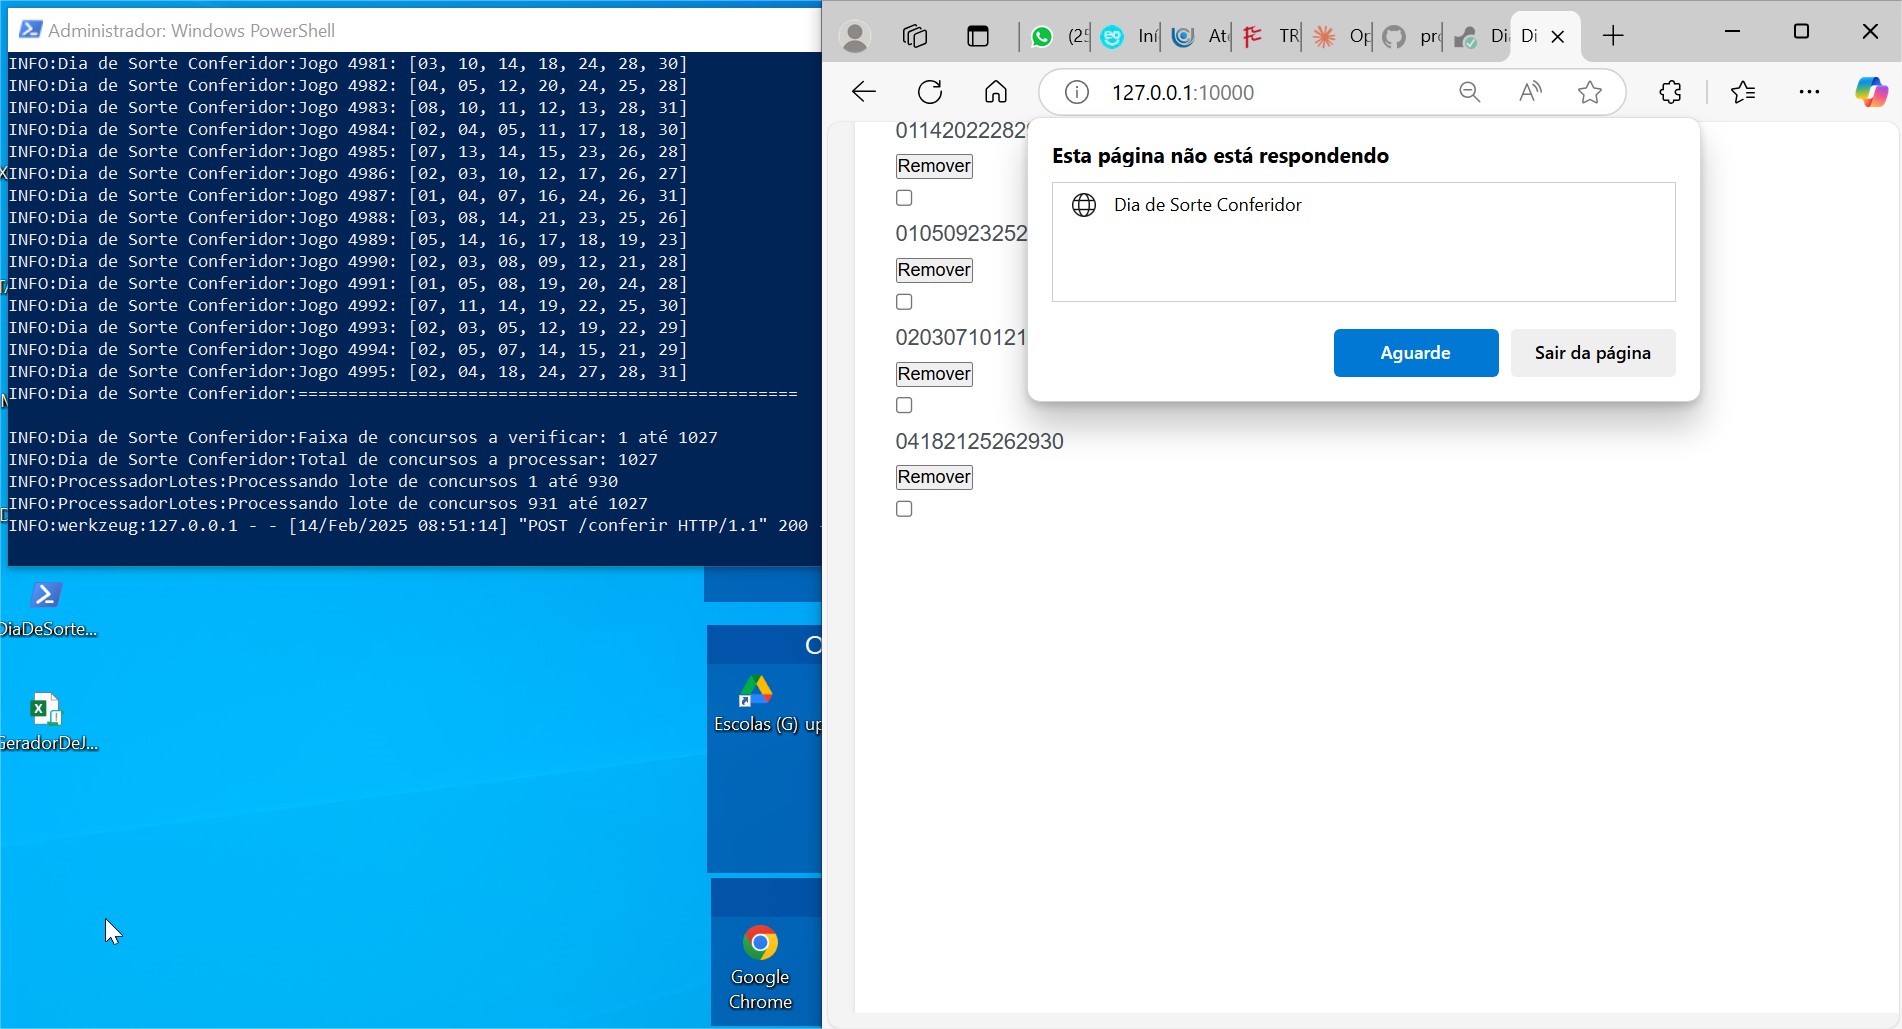 Administrador: Windows PowerShell
INFO:Dia de Sorte Conferidor:Jogo 4981: [03, 10, 14, 18, 24, 28, 30]
INFO:Dia de Sorte Conferidor:Jogo 4982: [04, 05, 12, 20, 24, 25, 28]
INFO:Dia de Sorte Conferidor:Jogo 4983: [08, 10, 11, 12, 13, 28, 31]
INFO:Dia de Sorte Conferidor:Jogo 4984: [02, 04, 05, 11, 17, 18, 30]
INFO:Dia de Sorte Conferidor:Jogo 4985: [07, 13, 14, 15, 23, 26, 28]
INFO:Dia de Sorte Conferidor:Jogo 4986: [02, 03, 10, 12, 17, 26, 27]
INFO:Dia de Sorte Conferidor:Jogo 4987: [01, 04, 07, 16, 24, 26, 31]
INFO:Dia de Sorte Conferidor:Jogo 4988: [03, 08, 14, 21, 23, 25, 26]
INFO:Dia de Sorte Conferidor:Jogo 4989: [05, 14, 16, 17, 18, 19, 23]
INFO:Dia de Sorte Conferidor:Jogo 4990: [02, 03, 08, 09, 12, 21, 28]
INFO:Dia de Sorte Conferidor:Jogo 4991: [01, 05, 08, 19, 20, 24, 28]
INFO:Dia de Sorte Conferidor:Jogo 4992: [07, 11, 14, 19, 22, 25, 30]
INFO:Dia de Sorte Conferidor:Jogo 4993: [02, 03, 05, 12, 19, 22, 29]
INFO:Dia de Sorte Conferidor:Jogo 4994: [02, 05, 07, 14, 15, 21, 29]
INFO:Dia de Sorte Conferidor:Jogo 4995: [02, 04, 18, 24, 27, 28, 31]
INFO:Dia de Sorte Conferidor:==================================================
INFO:Dia de Sorte Conferidor:Faixa de concursos a verificar: 1 até 1027
INFO:Dia de Sorte Conferidor:Total de concursos a processar: 1027
INFO:ProcessadorLotes:Processando lote de concursos 1 até 930
INFO:ProcessadorLotes:Processando lote de concursos 931 até 1027
INFO:werkzeug:127.0.0.1 - - [14/Feb/2025 08:51:14] "POST /conferir HTTP/1.1" 200 -
DiaDeSorte...
GeradorDeJ...
Escolas (G) up
Google
Chrome
(25 Iní Ate TR Op pro Di Di
127.0.0.1:10000
011420222829
Remover
01050923252
Remover
02030710121
Remover
04182125262930
Remover
Esta página não está respondendo
Dia de Sorte Conferidor
Aguarde
Sair da página